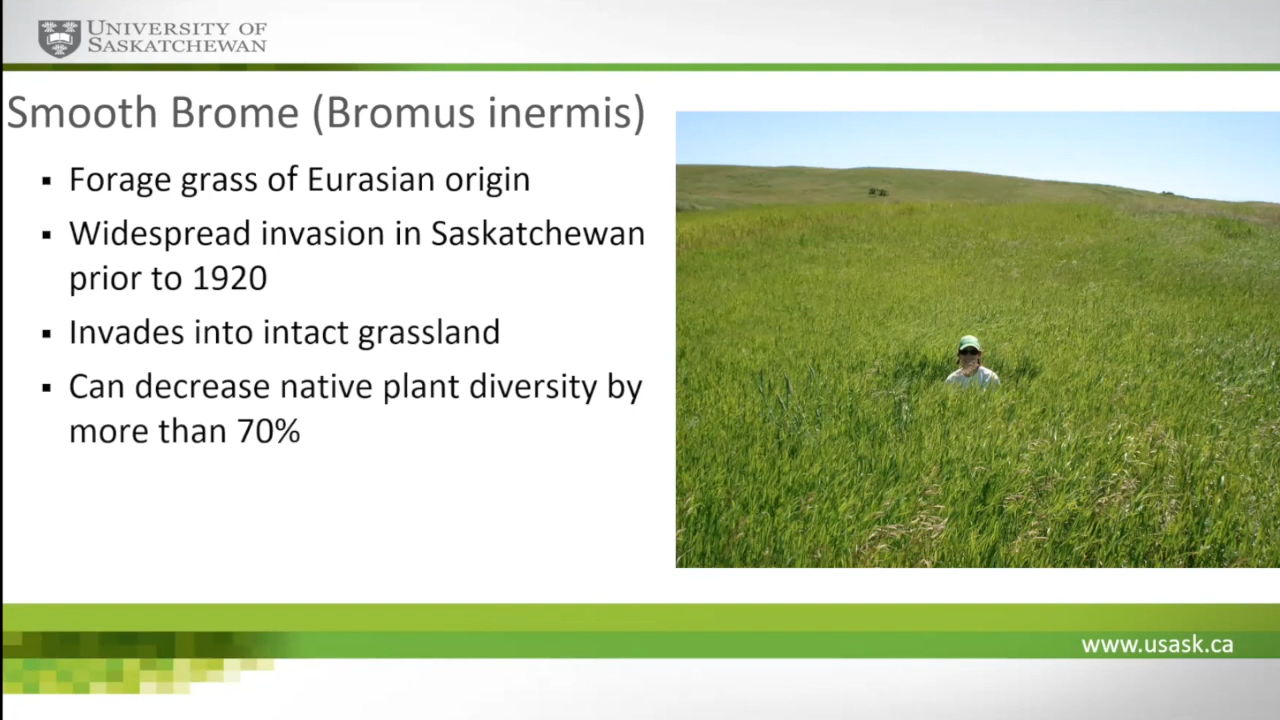 UNIVERSITY OF
SASKATCHEWAN
Smooth Brome (Bromus inermis)
▪ Forage grass of Eurasian origin
▪ Widespread invasion in Saskatchewan
prior to 1920
▪ Invades into intact grassland
▪ Can decrease native plant diversity by
more than 70%
www.usask.ca